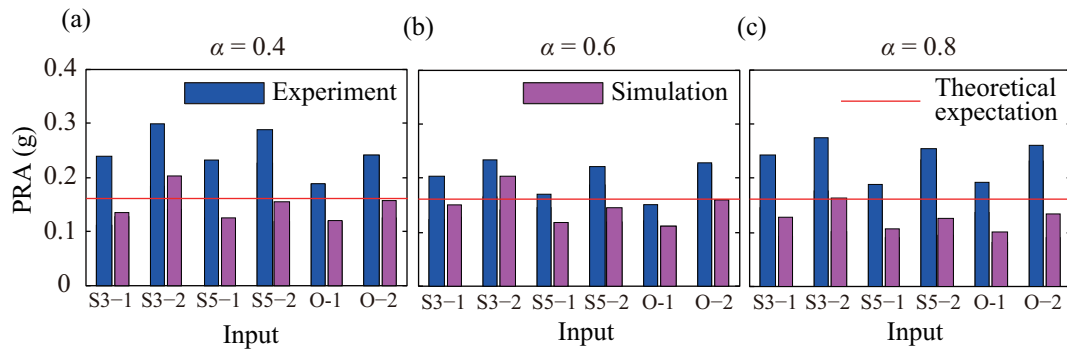 (a)
α = 0.4
(b)
α = 0.6
(c)
α = 0.8
0.4
0.3
0.2
0.1
0
PRA (g)
Experiment
Simulation
Theoretical
expectation
S3−1 S3−2 S5−1 S5−2 O-1 O−2
S3−1 S3−2 S5−1 S5−2 O-1 O−2
S3−1 S3−2 S5−1 S5−2 O-1 O−2
Input
Input
Input